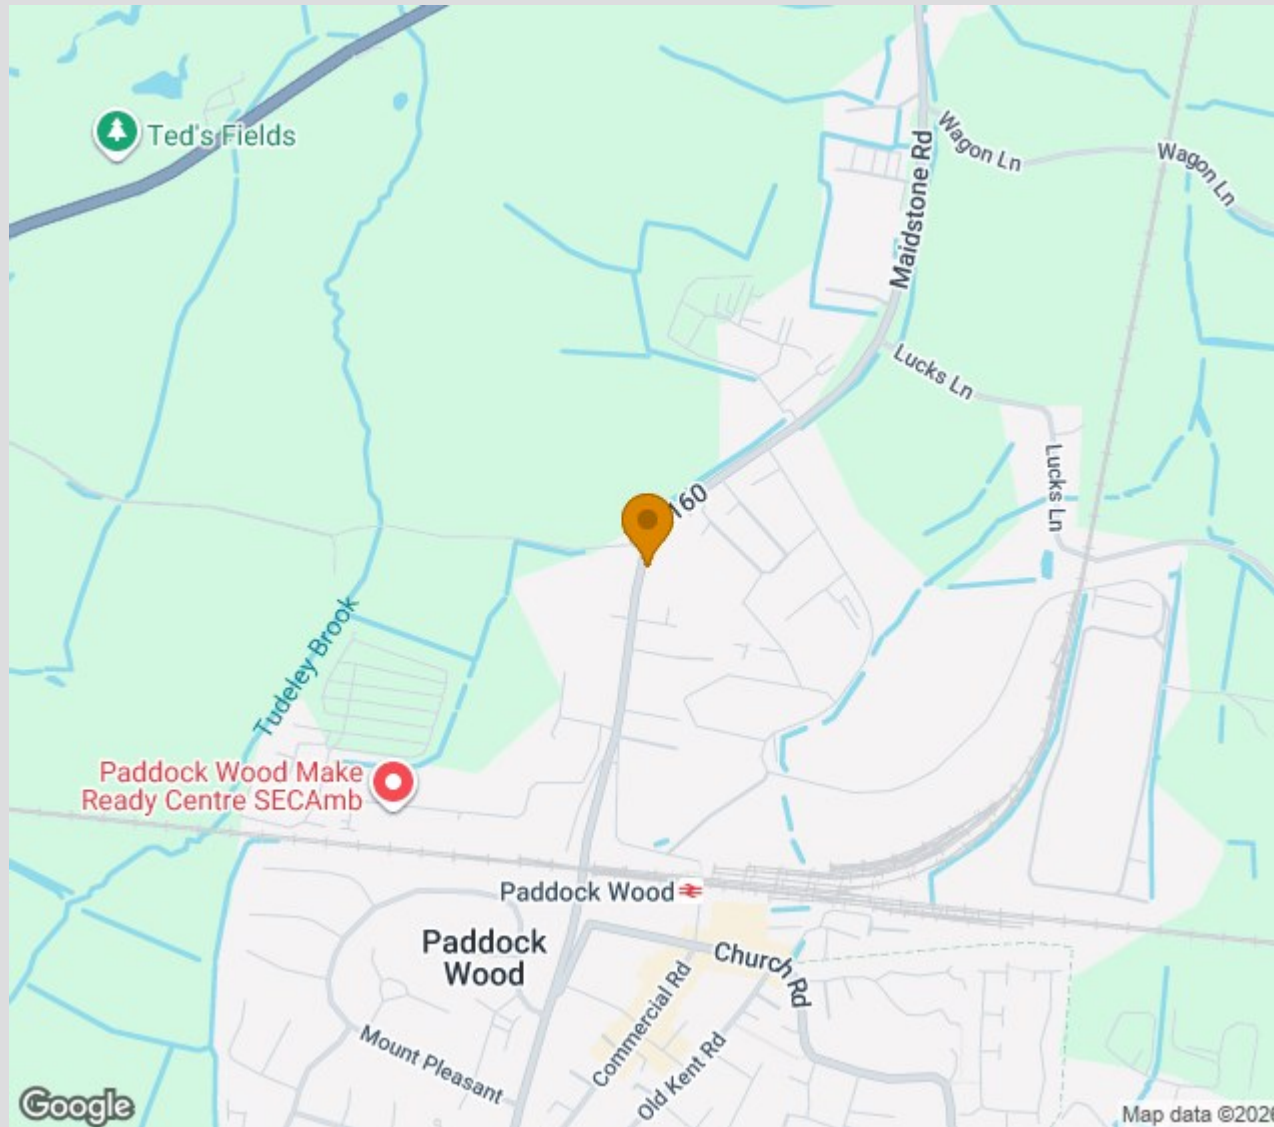 Ted's Fields
Wagon Ln
Wagon Ln
Maidstone Rd
Lucks Ln
Lucks Ln
160
Tudeley Brook
Paddock Wood Make
Ready Centre SECAmb
Paddock Wood
Paddock
Wood
Church Rd
Commercial Rd
Mount Pleasant
Old Kent Rd
Google
Map data ©2026